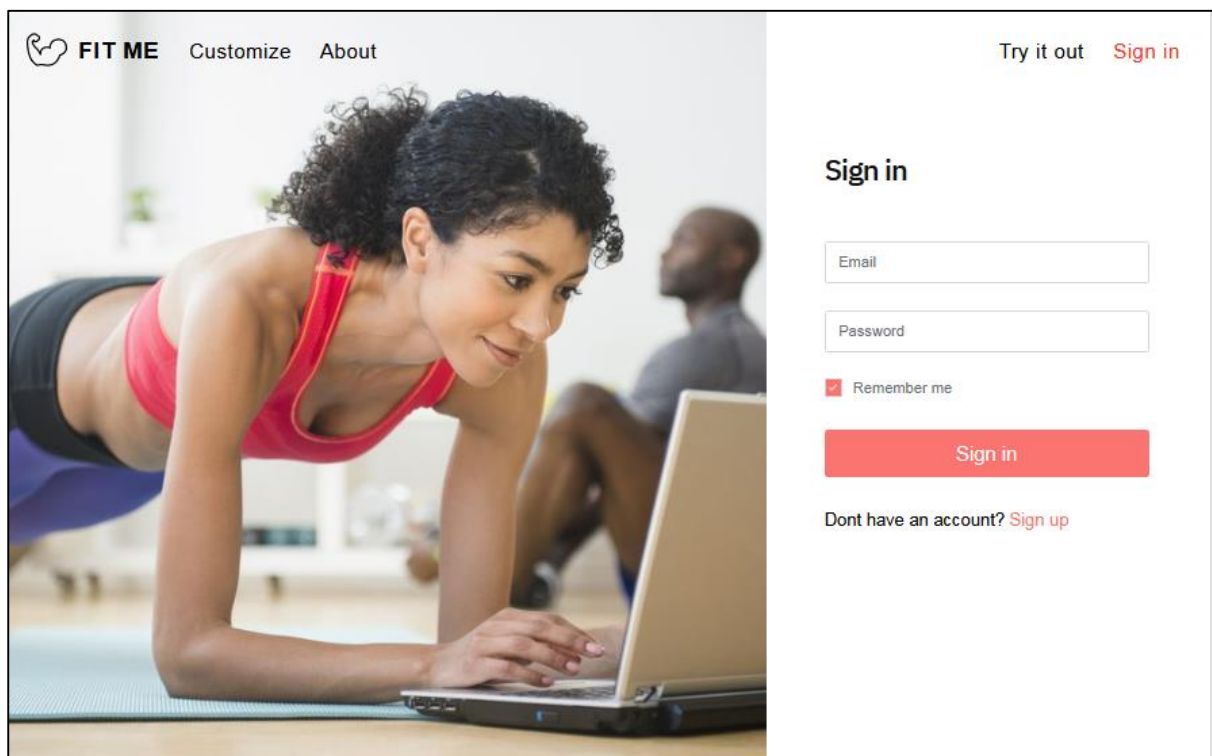 FIT ME Customize About Try it out Sign in
Sign in
Email
Password
Remember me
Sign in
Dont have an account? Sign up